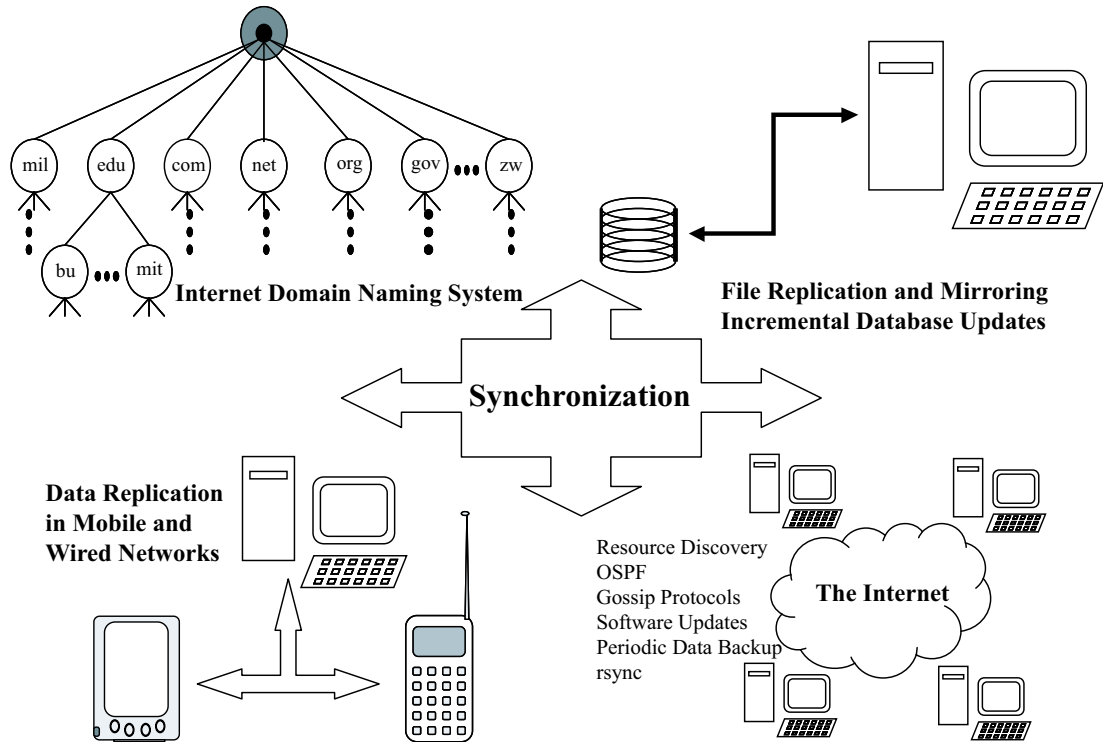 mil edu com net org gov zw
bu mit
Internet Domain Naming System
File Replication and Mirroring
Incremental Database Updates
Synchronization
Data Replication
in Mobile and
Wired Networks
Resource Discovery
OSPF
Gossip Protocols
Software Updates
Periodic Data Backup
rsync
The Internet